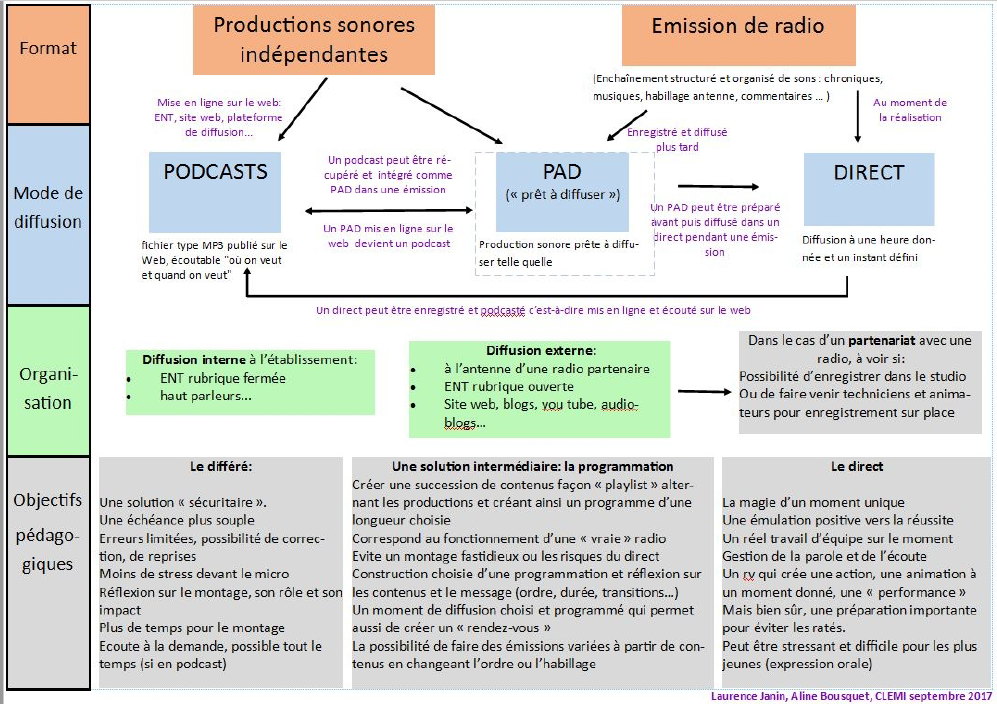 Format
Productions sonores
indépendantes
Emission de radio
(Enchaînement structuré et organisé de sons : chroniques,
musiques, habillage antenne, commentaires ... )
Mise en ligne sur le web:
ENT, site web, plateforme
de diffusion...
Enregistré et diffusé
plus tard
Au moment de
la réalisation
Mode de
diffusion
PODCASTS
fichier type MP3 publié sur le
Web, écoutable "où on veut
et quand on veut"
Un podcast peut être ré-
cupéré et intégré comme
PAD dans une émission
Un PAD mis en ligne sur le
web devient un podcast
PAD
(« prêt à diffuser »)
Production sonore prête à diffu-
ser telle quelle
Un PAD peut être préparé
avant puis diffusé dans un
direct pendant une émis-
sion
DIRECT
Diffusion à une heure don-
née et un instant défini
Un direct peut être enregistré et podcasté c'est-à-dire mis en ligne et écouté sur le web
Organi-
sation
Diffusion interne à l'établissement:
• ENT rubrique fermée
• haut parleurs...
Diffusion externe:
• à l'antenne d'une radio partenaire
• ENT rubrique ouverte
• Site web, blogs, you tube, audio-
blogs...
Dans le cas d'un partenariat avec une
radio, à voir si:
Possibilité d'enregistrer dans le studio
Ou de faire venir techniciens et anima-
teurs pour enregistrement sur place
Objectifs
pédago-
giques
Le différé:
Une solution « sécuritaire ».
Une échéance plus souple
Erreurs limitées, possibilité de correc-
tion, de reprises
Moins de stress devant le micro
Réflexion sur le montage, son rôle et son
impact
Plus de temps pour le montage
Ecoute à la demande, possible tout le
temps (si en podcast)
Une solution intermédiaire: la programmation
Créer une succession de contenus façon « playlist » alter-
nant les productions et créant ainsi un programme d'une
longueur choisie
Correspond au fonctionnement d'une « vraie » radio
Evite un montage fastidieux ou les risques du direct
Construction choisie d'une programmation et réflexion sur
les contenus et le message (ordre, durée, transitions...)
Un moment de diffusion choisi et programmé qui permet
aussi de créer un « rendez-vous »
La possibilité de faire des émissions variées à partir de con-
tenus en changeant l'ordre ou l'habillage
Le direct
La magie d'un moment unique
Une émulation positive vers la réussite
Un réel travail d'équipe sur le moment
Gestion de la parole et de l'écoute
Un rv qui crée une action, une animation à
un moment donné, une « performance »
Mais bien sûr, une préparation importante
pour éviter les ratés.
Peut être stressant et difficile pour les plus
jeunes (expression orale)
Laurence Janin, Aline Bousquet, CLEMI septembre 2017